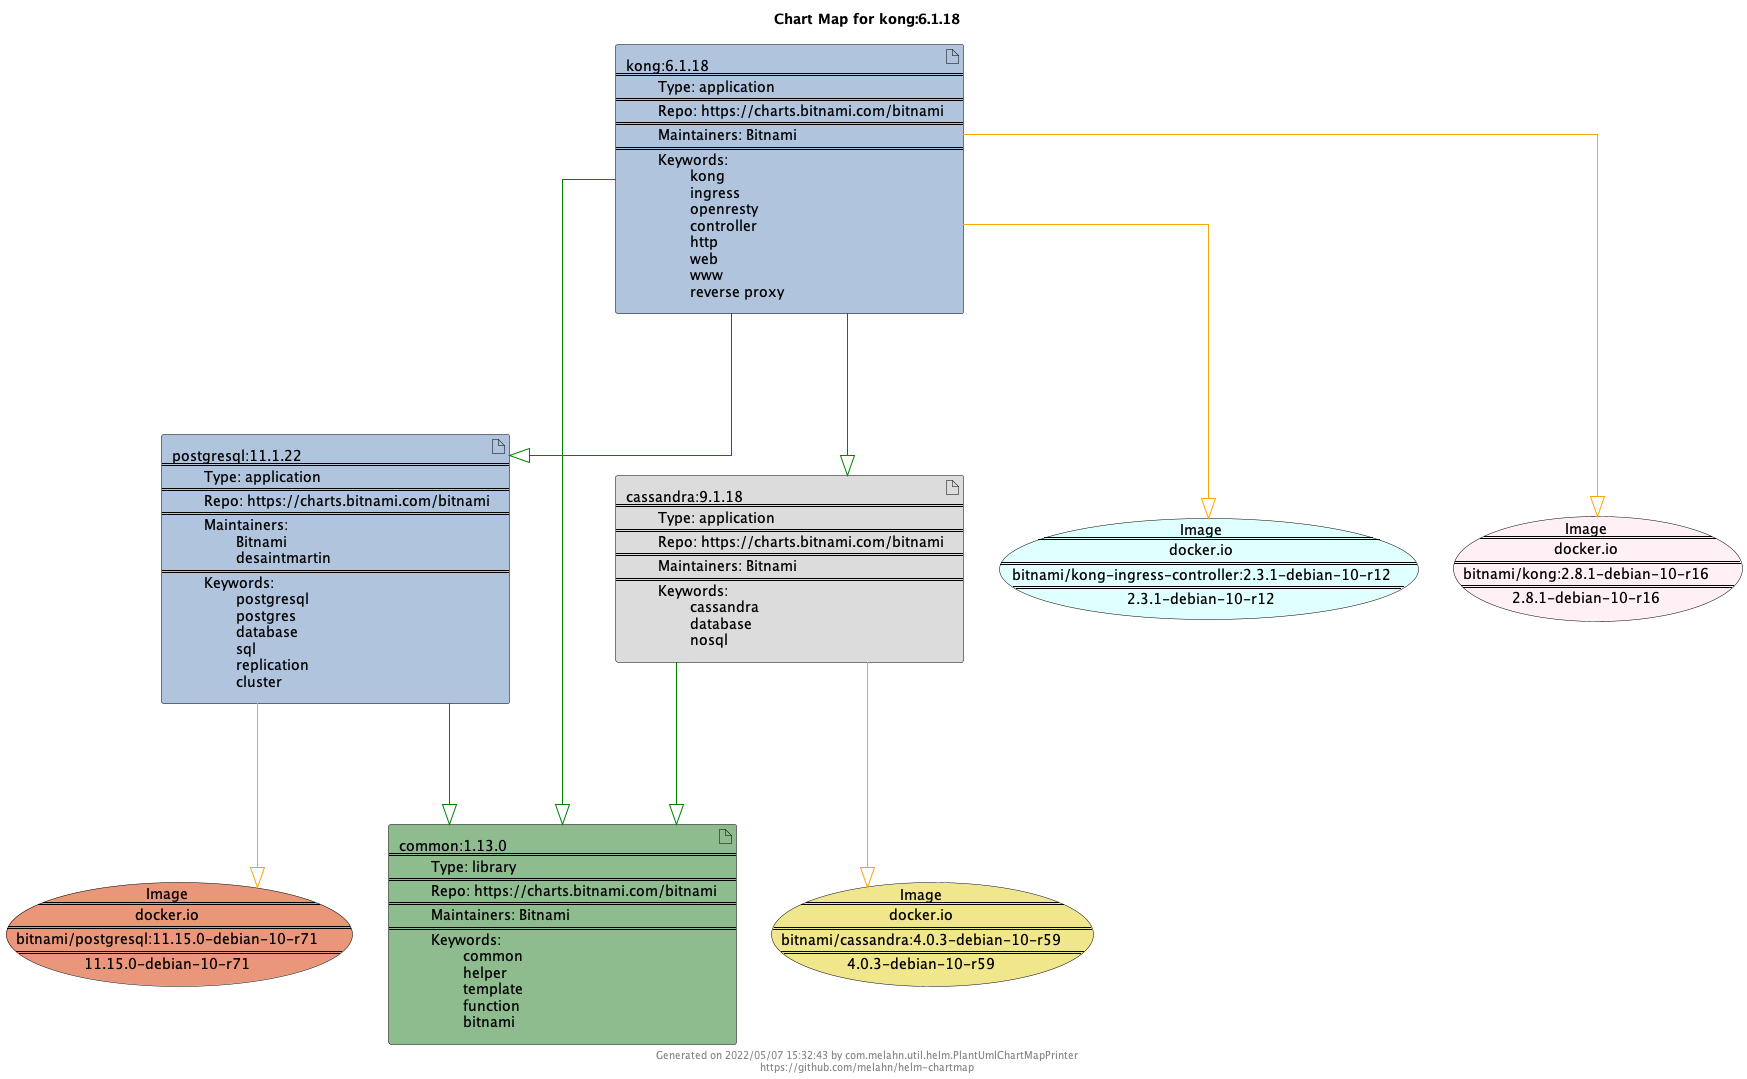 Chart Map for kong:6.1.18
kong:6.1.18
Type: application
Repo: https://charts.bitnami.com/bitnami
Maintainers: Bitnami
Keywords:
kong
ingress
openresty
controller
http
web
www
reverse proxy
postgresql:11.1.22
Type: application
Repo: https://charts.bitnami.com/bitnami
Maintainers:
Bitnami
desaintmartin
Keywords:
postgresql
postgres
database
sql
replication
cluster
cassandra:9.1.18
Type: application
Repo: https://charts.bitnami.com/bitnami
Maintainers: Bitnami
Keywords:
cassandra
database
nosql
Image
docker.io
bitnami/kong-ingress-controller:2.3.1-debian-10-r12
2.3.1-debian-10-r12
Image
docker.io
bitnami/kong:2.8.1-debian-10-r16
2.8.1-debian-10-r16
Image
docker.io
bitnami/postgresql:11.15.0-debian-10-r71
11.15.0-debian-10-r71
common:1.13.0
Type: library
Repo: https://charts.bitnami.com/bitnami
Maintainers: Bitnami
Keywords:
common
helper
template
function
bitnami
Image
docker.io
bitnami/cassandra:4.0.3-debian-10-r59
4.0.3-debian-10-r59
Generated on 2022/05/07 15:32:43 by com.melahn.util.helm.PlantUmlChartMapPrinter
https://github.com/melahn/helm-chartmap